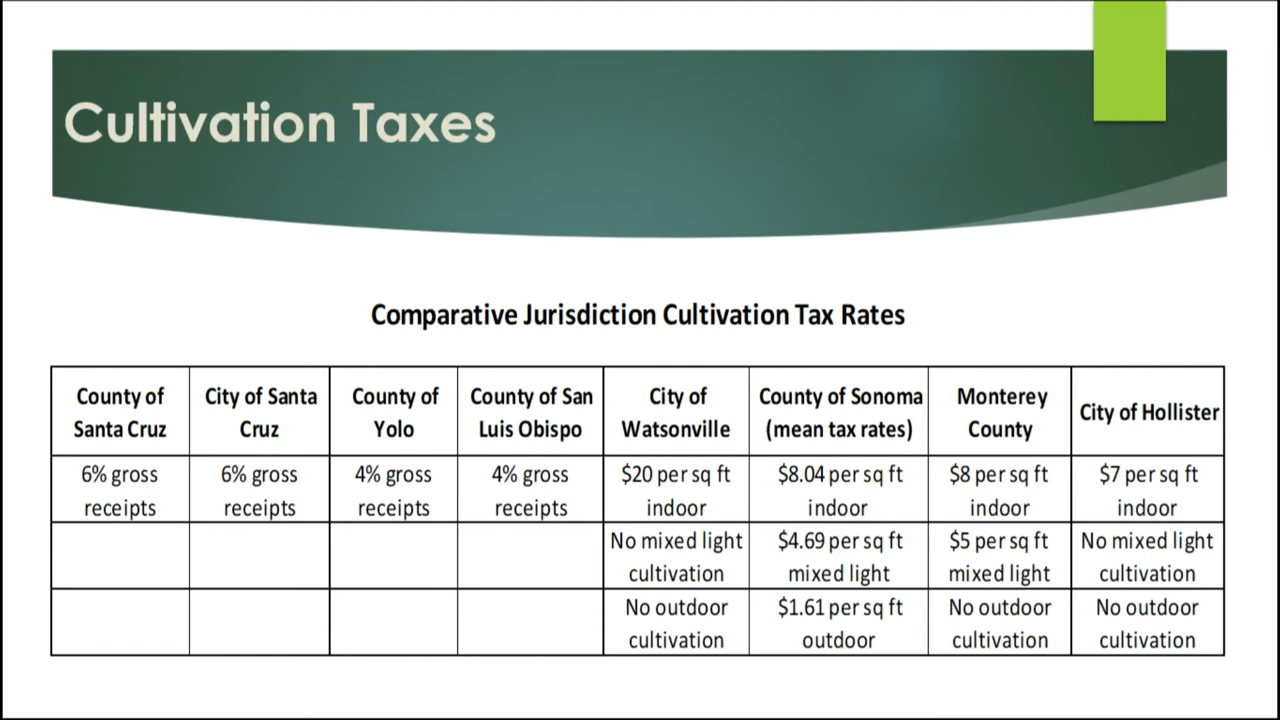 Cultivation Taxes
Comparative Jurisdiction Cultivation Tax Rates
County of
Santa Cruz
City of Santa
Cruz
County of
Yolo
County of San
Luis Obispo
City of
Watsonville
County of Sonoma
(mean tax rates)
Monterey
County
City of Hollister
6% gross
receipts
6% gross
receipts
4% gross
receipts
4% gross
receipts
$20 per sq ft
indoor
$8.04 per sq ft
indoor
$8 per sq ft
indoor
$7 per sq ft
indoor
No mixed light
cultivation
$4.69 per sq ft
mixed light
$5 per sq ft
mixed light
No mixed light
cultivation
No outdoor
cultivation
$1.61 per sq ft
outdoor
No outdoor
cultivation
No outdoor
cultivation